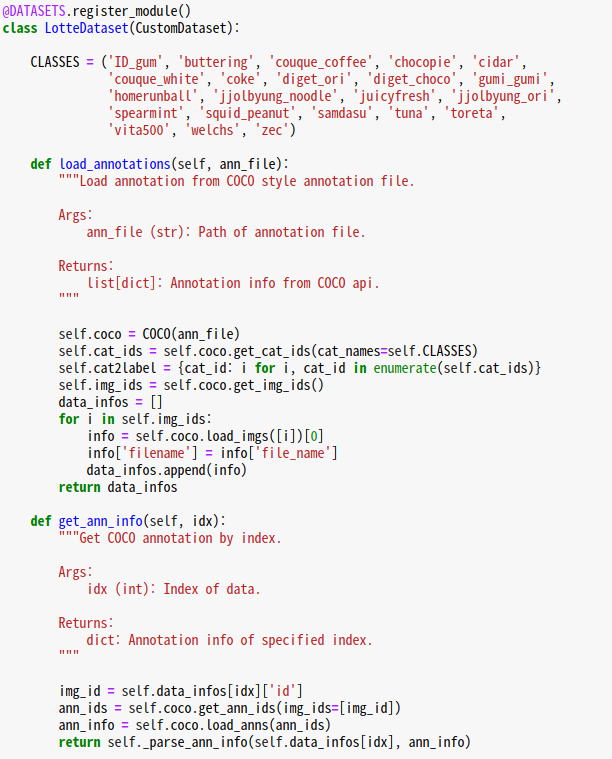 @DATASETS.register_module()
class LotteDataset(CustomDataset):
    CLASSES = ('ID_gum', 'buttering', 'couque_coffee', 'chocopie', 'cidar',
               'couque_white', 'coke', 'diget_ori', 'diget_choco', 'gumi_gumi',
               'homerunball', 'jjolbyung_noodle', 'juicyfresh', 'jjolbyung_ori',
               'spearmint', 'squid_peanut', 'samdasu', 'tuna', 'toreta',
               'vita500', 'welchs', 'zec')
    def load_annotations(self, ann_file):
        """Load annotation from COCO style annotation file.
        Args:
            ann_file (str): Path of annotation file.
        Returns:
            list[dict]: Annotation info from COCO api.
        """
        self.coco = COCO(ann_file)
        self.cat_ids = self.coco.get_cat_ids(cat_names=self.CLASSES)
        self.cat2label = {cat_id: i for i, cat_id in enumerate(self.cat_ids)}
        self.img_ids = self.coco.get_img_ids()
        data_infos = []
        for i in self.img_ids:
            info = self.coco.load_imgs([i])[0]
            info['filename'] = info['file_name']
            data_infos.append(info)
        return data_infos
    def get_ann_info(self, idx):
        """Get COCO annotation by index.
        Args:
            idx (int): Index of data.
        Returns:
            dict: Annotation info of specified index.
        """
        img_id = self.data_infos[idx]['id']
        ann_ids = self.coco.get_ann_ids(img_ids=[img_id])
        ann_info = self.coco.load_anns(ann_ids)
        return self._parse_ann_info(self.data_infos[idx], ann_info)